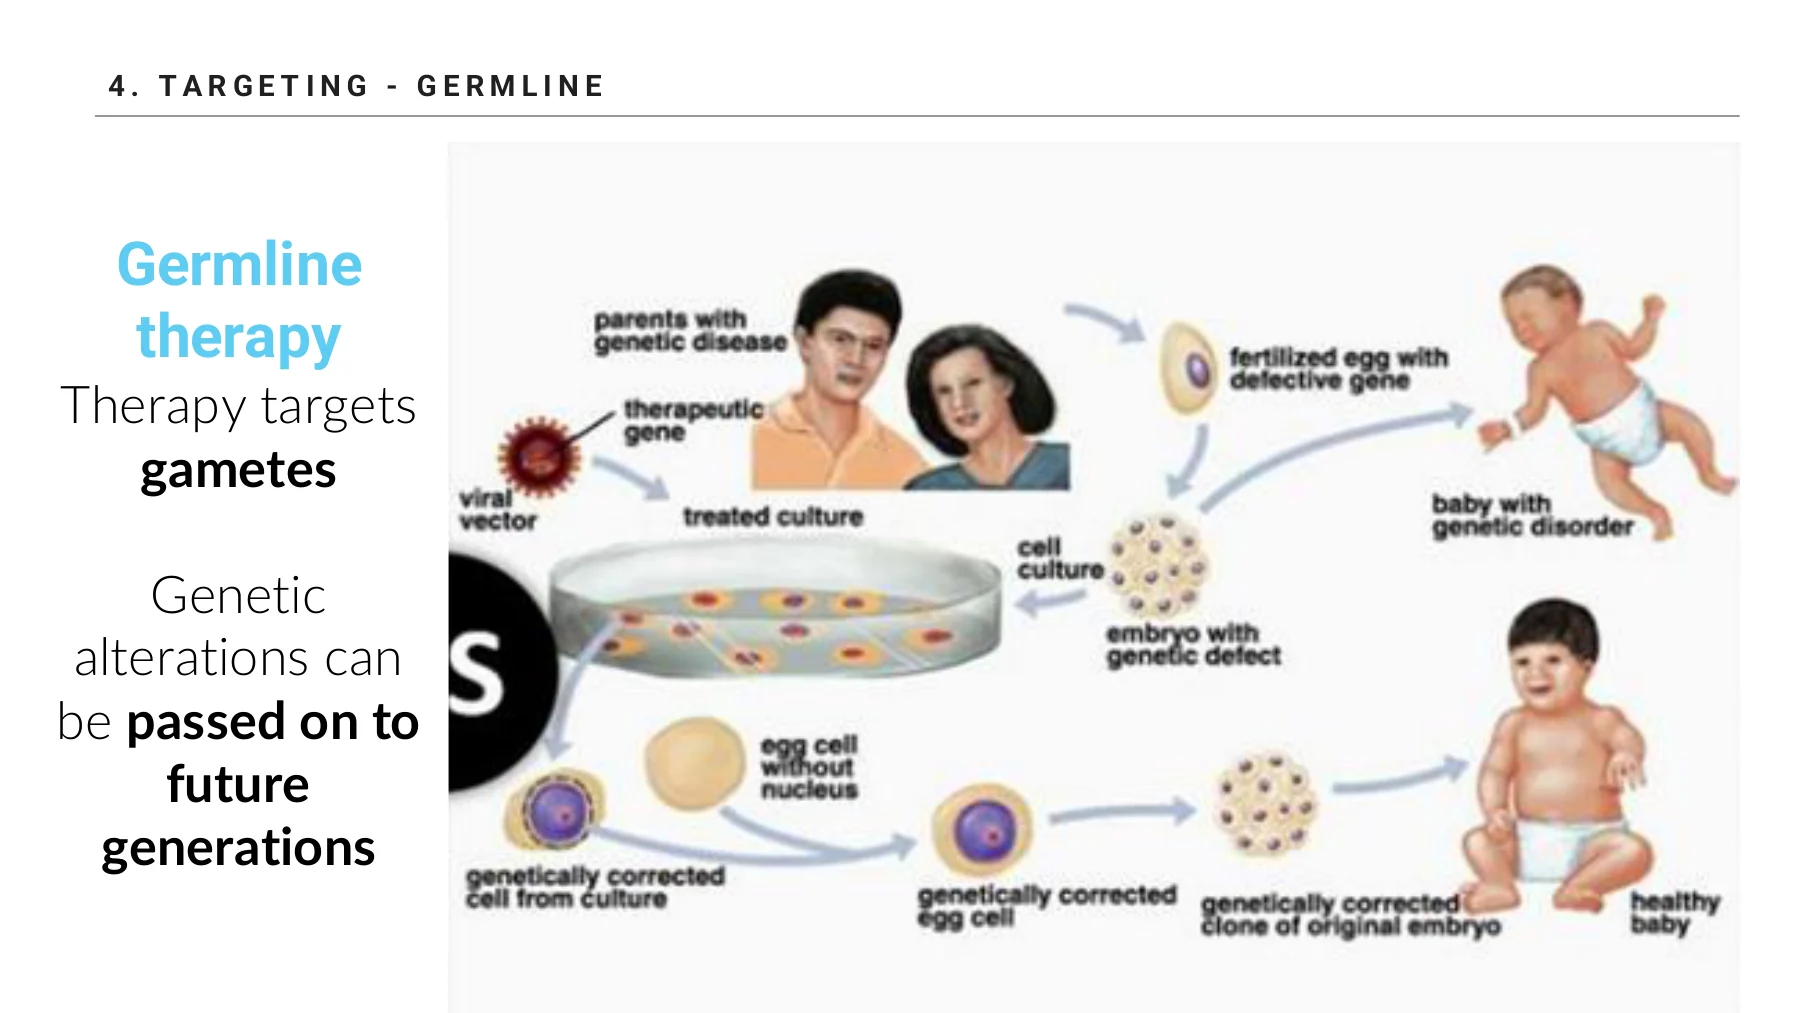 4. TARGETING - GERMLINE
Germline
therapy
Therapy targets
gametes
Genetic
alterations can
be passed on to
future
generations
parents with
genetic disease
therapeutic
gene
viral
vector
treated culture
fertilized egg with
defective gene
baby with
genetic disorder
cell
culture
embryo with
genetic defect
S
egg cell
without
nucleus
genetically corrected
cell from culture
genetically corrected
egg cell
genetically corrected
clone of original embryo
healthy
baby